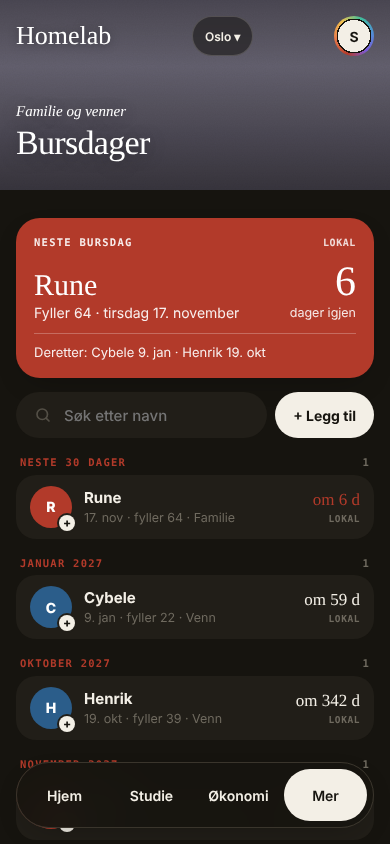 Homelab
Oslo ▾
S
Familie og venner
Bursdager
NESTE BURSDAG
LOKAL
Rune
6
Fyller 64 · tirsdag 17. november
dager igjen
Deretter: Cybele 9. jan · Henrik 19. okt
Søk etter navn
+ Legg til
NESTE 30 DAGER
1
R
+
Rune
17. nov · fyller 64 · Familie
om 6 d
LOKAL
JANUAR 2027
1
C
+
Cybele
9. jan · fyller 22 · Venn
om 59 d
LOKAL
OKTOBER 2027
1
H
+
Henrik
19. okt · fyller 39 · Venn
om 342 d
LOKAL
NOVEMBER 2027
1
Hjem
Studie
Økonomi
Mer